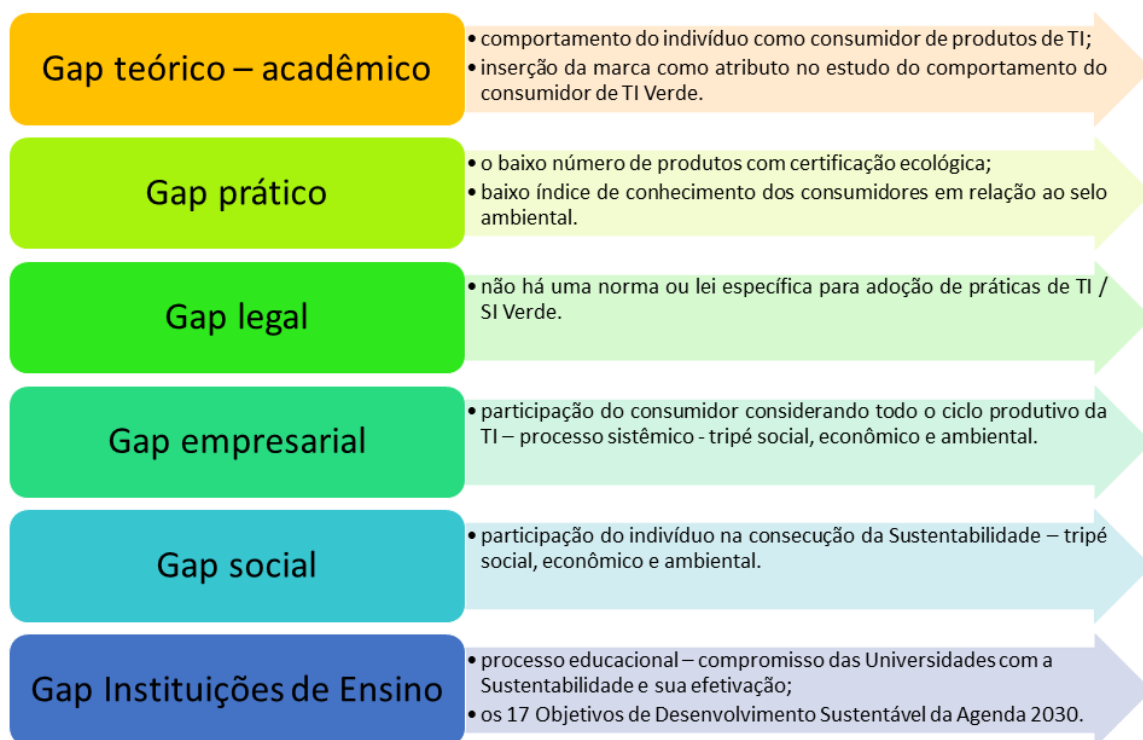 Gap teórico – acadêmico
• comportamento do indivíduo como consumidor de produtos de TI;
• inserção da marca como atributo no estudo do comportamento do
consumidor de TI Verde.
Gap prático
• o baixo número de produtos com certificação ecológica;
• baixo índice de conhecimento dos consumidores em relação ao selo
ambiental.
Gap legal
• não há uma norma ou lei específica para adoção de práticas de TI /
SI Verde.
Gap empresarial
• participação do consumidor considerando todo o ciclo produtivo da
TI – processo sistêmico - tripé social, econômico e ambiental.
Gap social
• participação do indivíduo na consecução da Sustentabilidade – tripé
social, econômico e ambiental.
Gap Instituições de Ensino
• processo educacional – compromisso das Universidades com a
Sustentabilidade e sua efetivação;
• os 17 Objetivos de Desenvolvimento Sustentável da Agenda 2030.